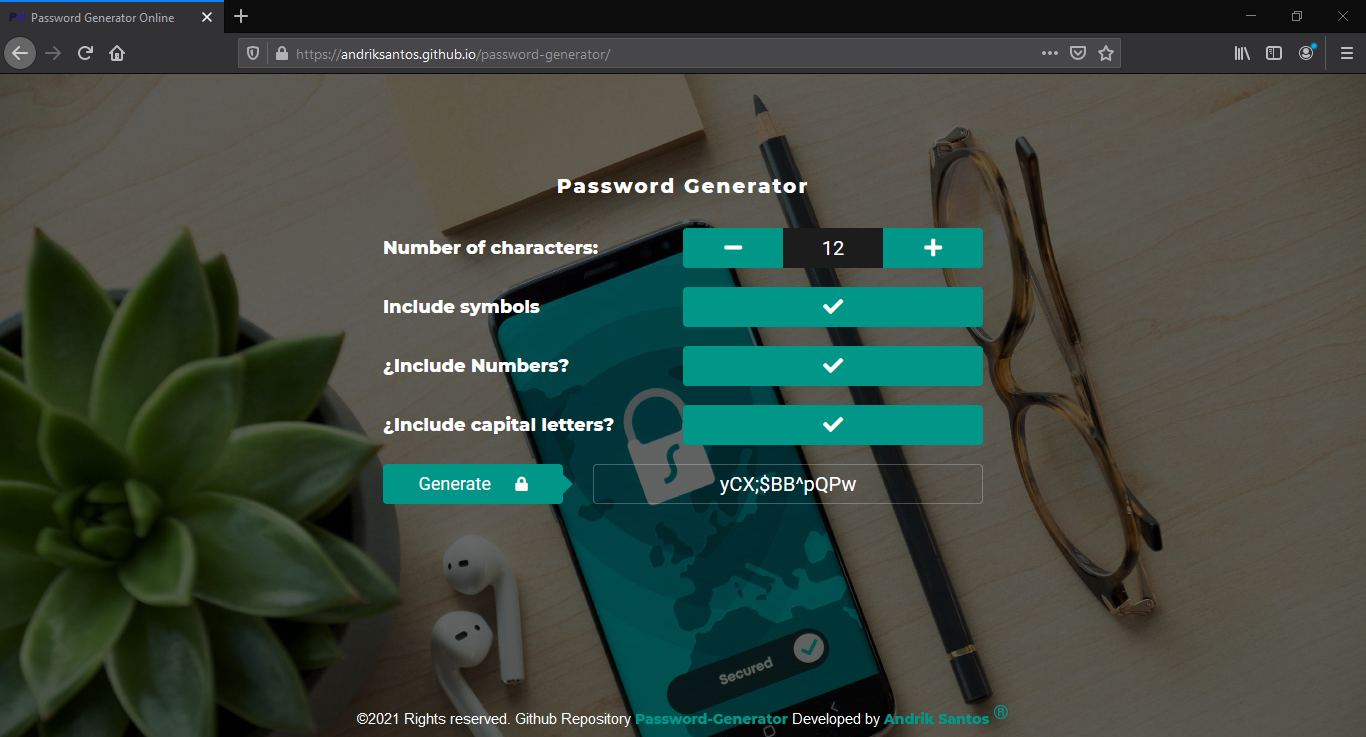 Password Generator Online
https://andriksantos.github.io/password-generator/
Password Generator
Number of characters:
12
Include symbols
¿Include Numbers?
¿Include capital letters?
Generate
yCX;$BB^pQPw
Secured
©2021 Rights reserved. Github Repository Password-Generator Developed by Andrik Santos ®